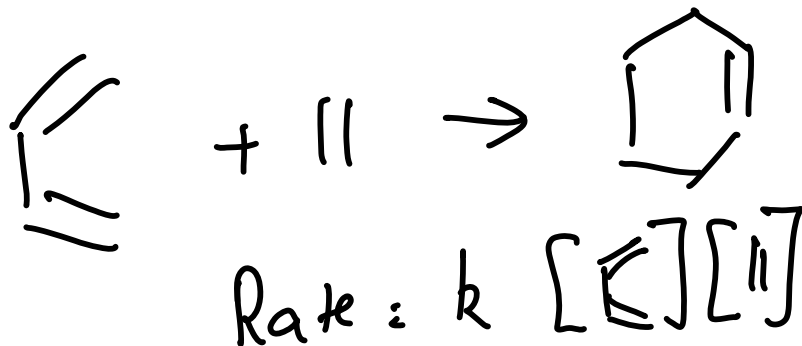 + →
Rate : k [ ] [ ]